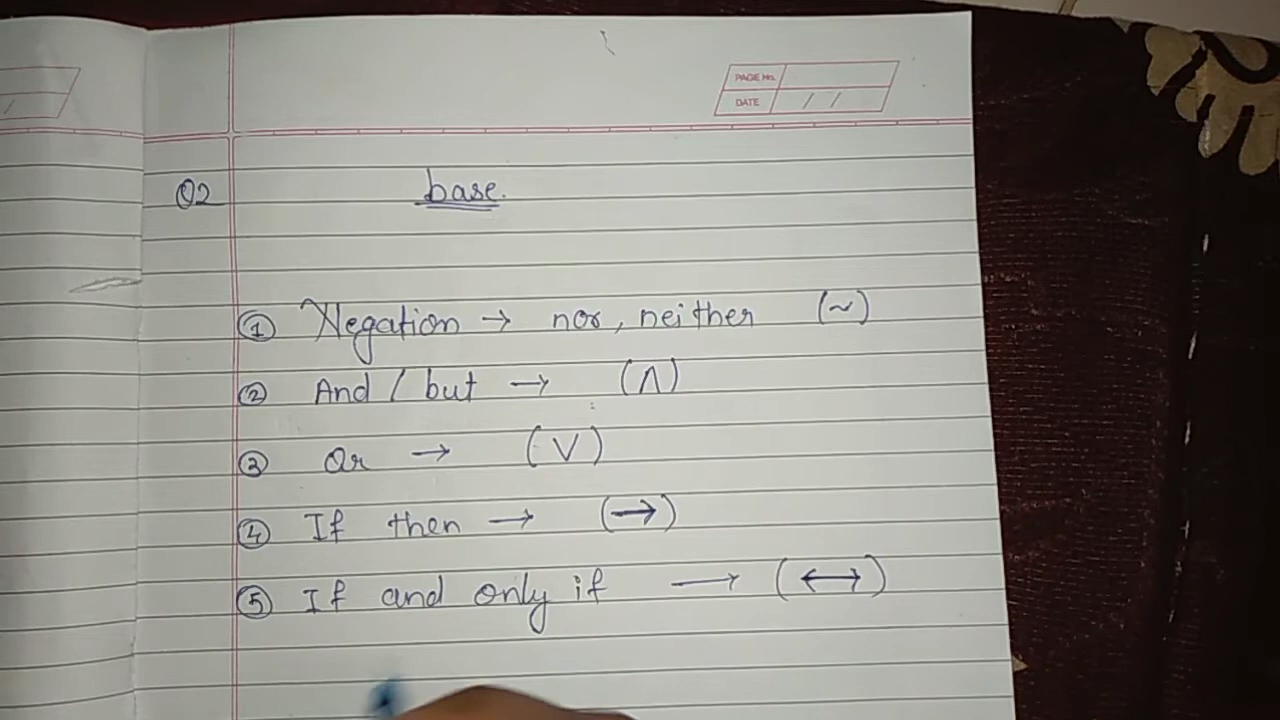 PAGE No.
DATE / /
Q2 base.
① Negation → nor, neither (~)
② And / but → (∧)
③ Or → (∨)
④ If then → (→)
⑤ If and only if → (↔)